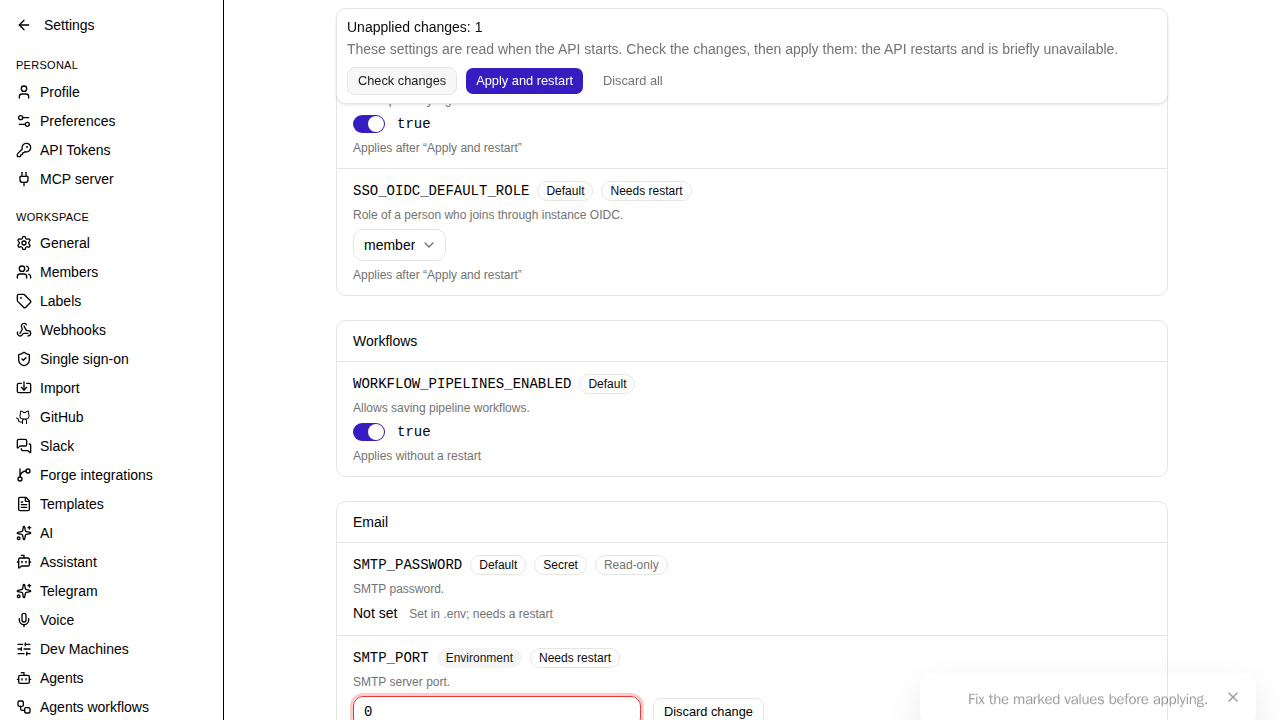 Settings
PERSONAL
Profile
Preferences
API Tokens
MCP server
WORKSPACE
General
Members
Labels
Webhooks
Single sign-on
Import
GitHub
Slack
Forge integrations
Templates
AI
Assistant
Telegram
Voice
Dev Machines
Agents
Agents workflows
Unapplied changes: 1
These settings are read when the API starts. Check the changes, then apply them: the API restarts and is briefly unavailable.
Check changes Apply and restart Discard all
true
Applies after “Apply and restart”
SSO_OIDC_DEFAULT_ROLE Default Needs restart
Role of a person who joins through instance OIDC.
member
Applies after “Apply and restart”
Workflows
WORKFLOW_PIPELINES_ENABLED Default
Allows saving pipeline workflows.
true
Applies without a restart
Email
SMTP_PASSWORD Default Secret Read-only
SMTP password.
Not set Set in .env; needs a restart
SMTP_PORT Environment Needs restart
SMTP server port.
0 Discard change
Fix the marked values before applying.